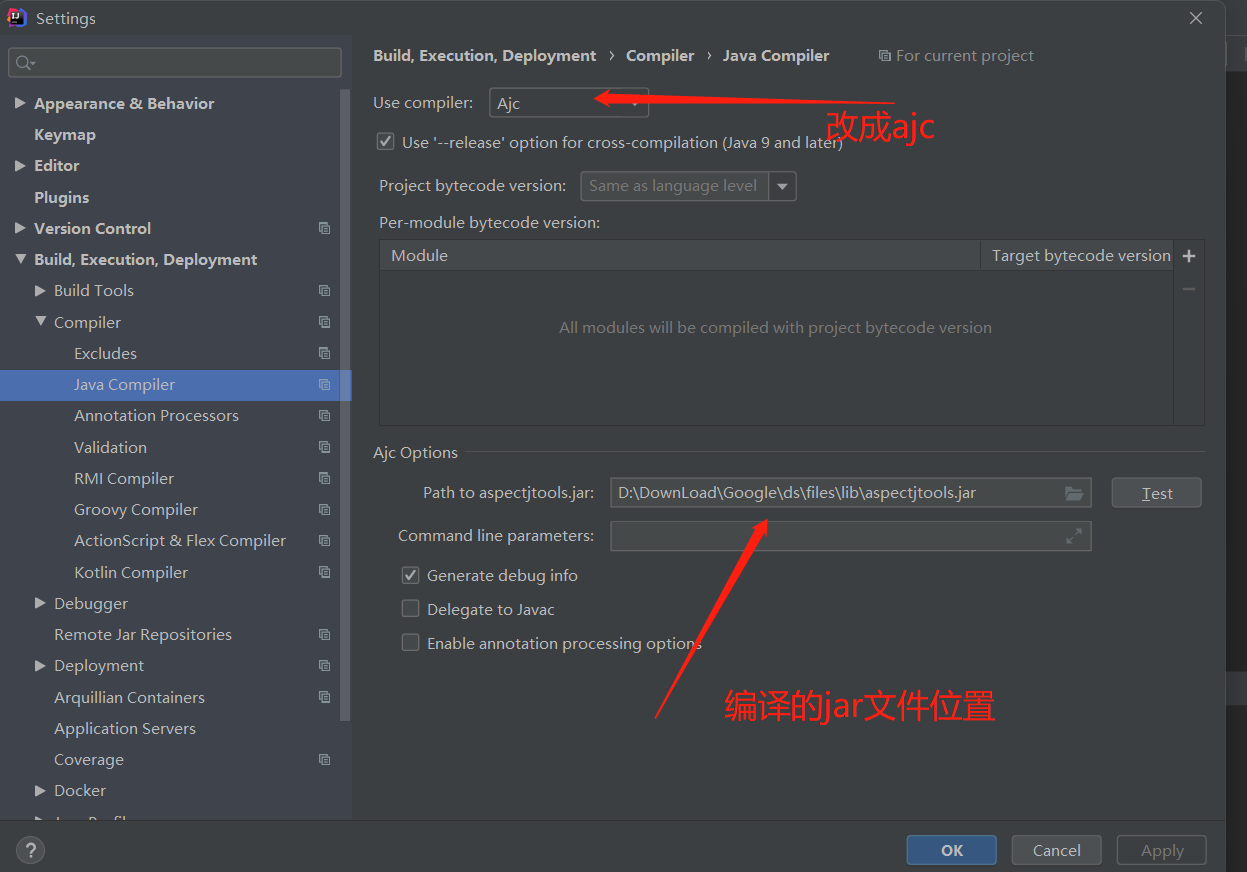 Settings
Appearance & Behavior
Keymap
Editor
Plugins
Version Control
Build, Execution, Deployment
Build Tools
Compiler
Excludes
Java Compiler
Annotation Processors
Validation
RMI Compiler
Groovy Compiler
ActionScript & Flex Compiler
Kotlin Compiler
Debugger
Remote Jar Repositories
Deployment
Arquillian Containers
Application Servers
Coverage
Docker
Build, Execution, Deployment › Compiler › Java Compiler For current project
Use compiler: Ajc
改成ajc
Use '--release' option for cross-compilation (Java 9 and later)
Project bytecode version: Same as language level
Per-module bytecode version:
Module Target bytecode version
All modules will be compiled with project bytecode version
Ajc Options
Path to aspectjtools.jar: D:\DownLoad\Google\ds\files\lib\aspectjtools.jar Test
Command line parameters:
Generate debug info
Delegate to Javac
Enable annotation processing options
编译的jar文件位置
? OK Cancel Apply